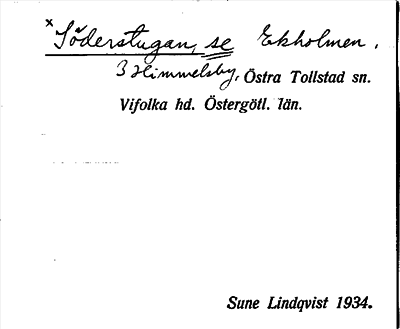 x Söderstugan, se Ekholmen.
3 Himmelsby, Östra Tollstad sn.
Vifolka hd. Östergötl. län.
Sune Lindqvist 1934.